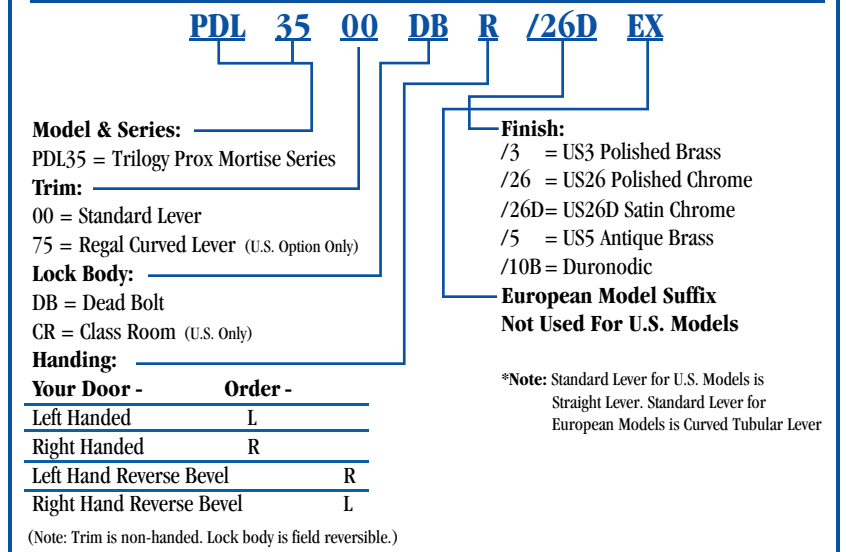 PDL 35 00 DB R /26D EX
Model & Series:
PDL35 = Trilogy Prox Mortise Series
Trim:
00 = Standard Lever
75 = Regal Curved Lever (U.S. Option Only)
Lock Body:
DB = Dead Bolt
CR = Class Room (U.S. Only)
Handing:
Your Door - Order -
Left Handed L
Right Handed R
Left Hand Reverse Bevel R
Right Hand Reverse Bevel L
(Note: Trim is non-handed. Lock body is field reversible.)
Finish:
/3 = US3 Polished Brass
/26 = US26 Polished Chrome
/26D= US26D Satin Chrome
/5 = US5 Antique Brass
/10B = Duronodic
European Model Suffix
Not Used For U.S. Models
*Note: Standard Lever for U.S. Models is
Straight Lever. Standard Lever for
European Models is Curved Tubular Lever